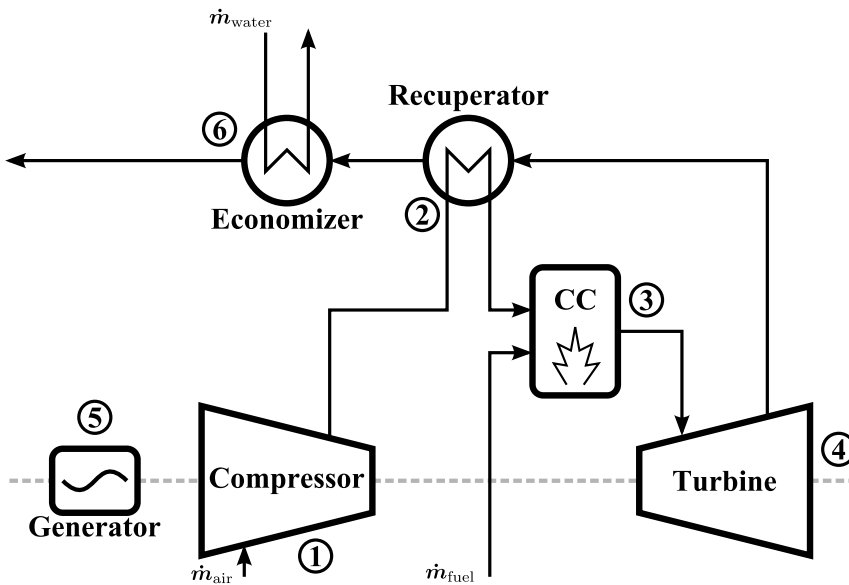 ṁwater
Recuperator
⑥
Economizer
②
CC
③
⑤
Compressor
④
Turbine
Generator
①
ṁair
ṁfuel